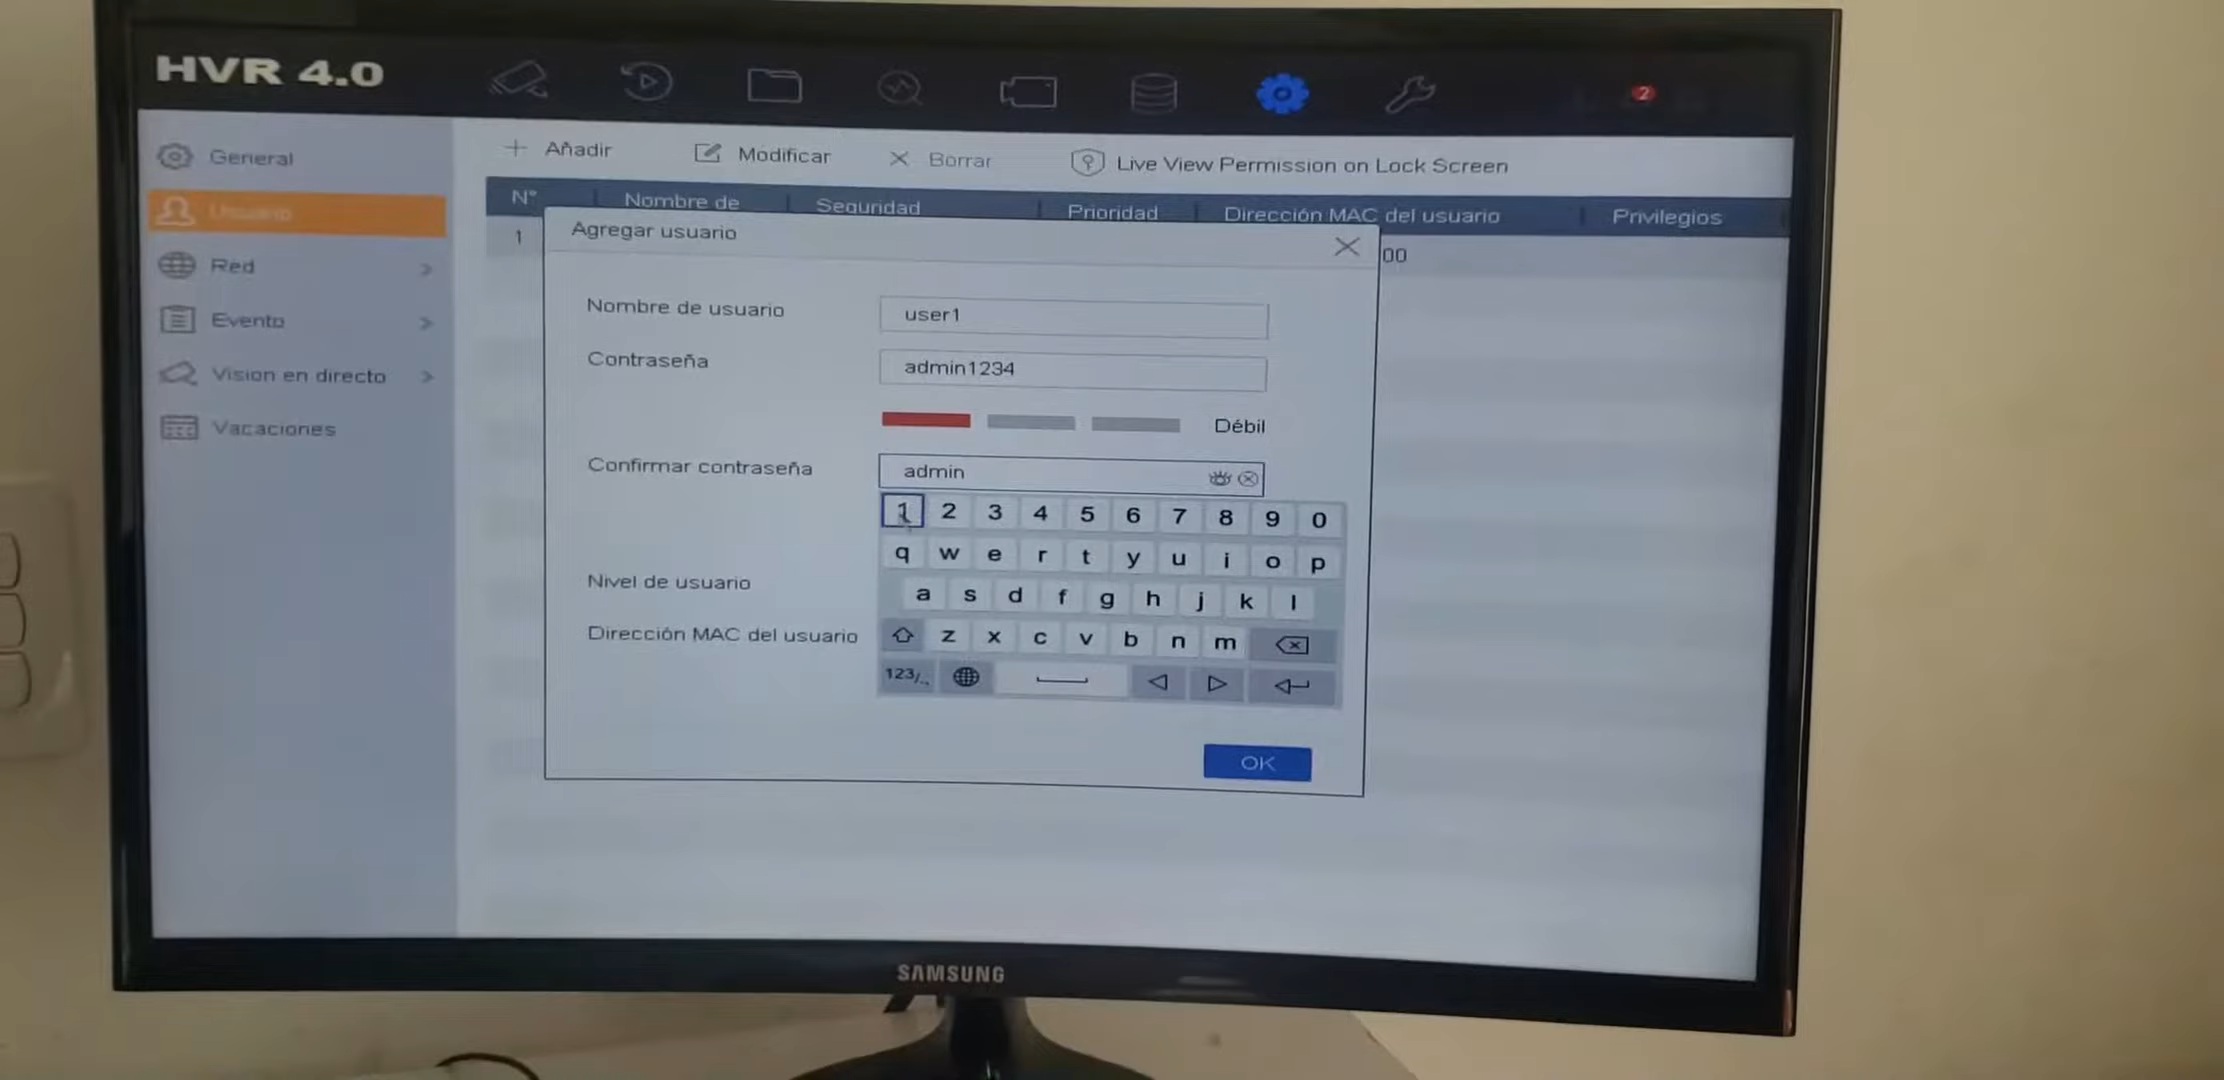 HVR 4.0
2
General
Usuario
Red
Evento
Vision en directo
Vacaciones
Añadir
Modificar
Borrar
Live View Permission on Lock Screen
N°
Nombre de
Seguridad
Prioridad
Dirección MAC del usuario
Privilegios
1
00
Agregar usuario
Nombre de usuario
user1
Contraseña
admin1234
Débil
Confirmar contraseña
admin
1 2 3 4 5 6 7 8 9 0
q w e r t y u i o p
a s d f g h j k l
z x c v b n m
123/.,
Nivel de usuario
Dirección MAC del usuario
OK
SAMSUNG